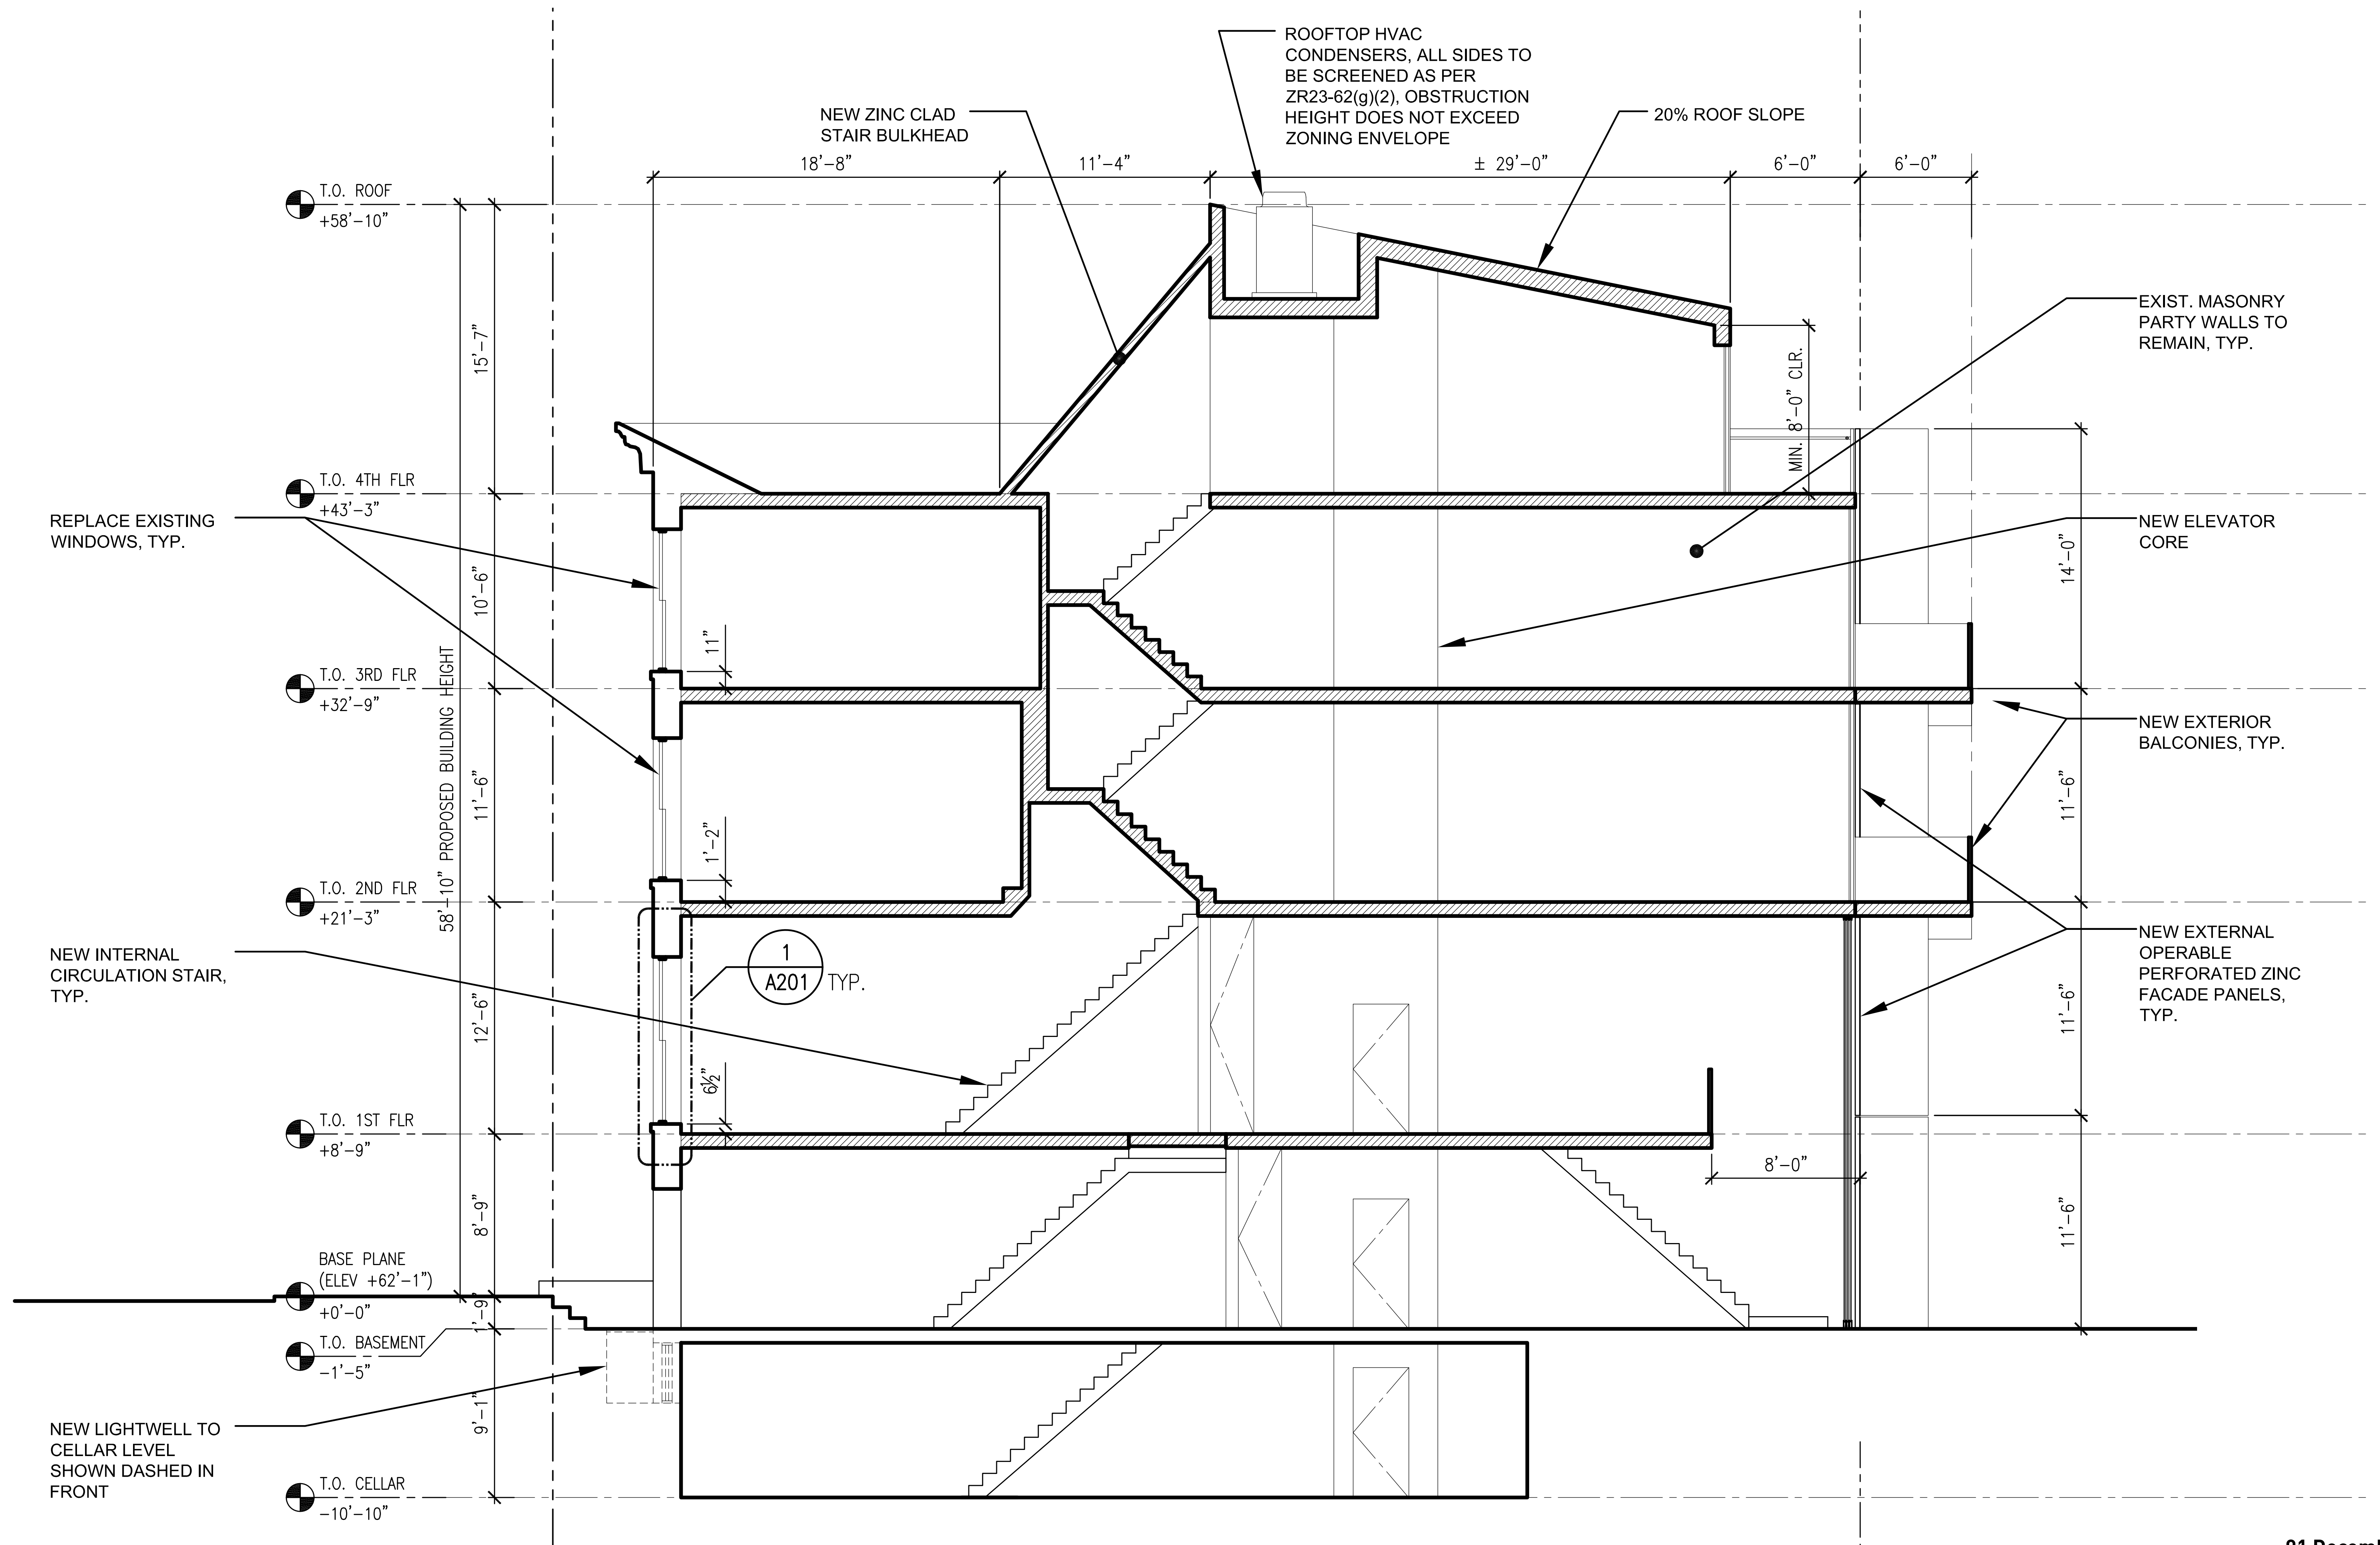 ROOFTOP HVAC
CONDENSERS, ALL SIDES TO
BE SCREENED AS PER
ZR23-62(g)(2), OBSTRUCTION
HEIGHT DOES NOT EXCEED
ZONING ENVELOPE
NEW ZINC CLAD
STAIR BULKHEAD
20% ROOF SLOPE
18'-8"
11'-4"
± 29'-0"
6'-0"
6'-0"
T.O. ROOF
+58'-10"
15'-7"
EXIST. MASONRY
PARTY WALLS TO
REMAIN, TYP.
MIN. 8'-0" CLR.
T.O. 4TH FLR
+43'-3"
REPLACE EXISTING
WINDOWS, TYP.
NEW ELEVATOR
CORE
10'-6"
14'-0"
11"
T.O. 3RD FLR
+32'-9"
58'-10" PROPOSED BUILDING HEIGHT
NEW EXTERIOR
BALCONIES, TYP.
11'-6"
11'-6"
1'-2"
T.O. 2ND FLR
+21'-3"
NEW INTERNAL
CIRCULATION STAIR,
TYP.
1
A201
TYP.
NEW EXTERNAL
OPERABLE
PERFORATED ZINC
FACADE PANELS,
TYP.
12'-6"
11'-6"
6½"
T.O. 1ST FLR
+8'-9"
8'-0"
8'-9"
11'-6"
BASE PLANE
(ELEV +62'-1")
+0'-0"
1'-9"
T.O. BASEMENT
-1'-5"
9'-1"
NEW LIGHTWELL TO
CELLAR LEVEL
SHOWN DASHED IN
FRONT
T.O. CELLAR
-10'-10"